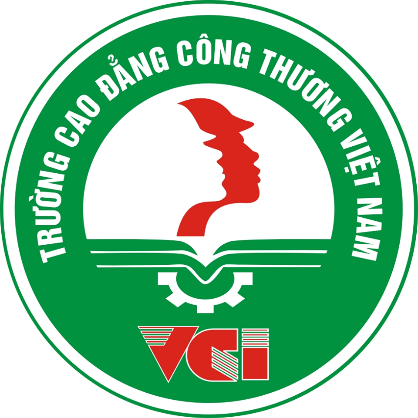 TRƯỜNG CAO ĐẲNG CÔNG THƯƠNG VIỆT NAM
VCI